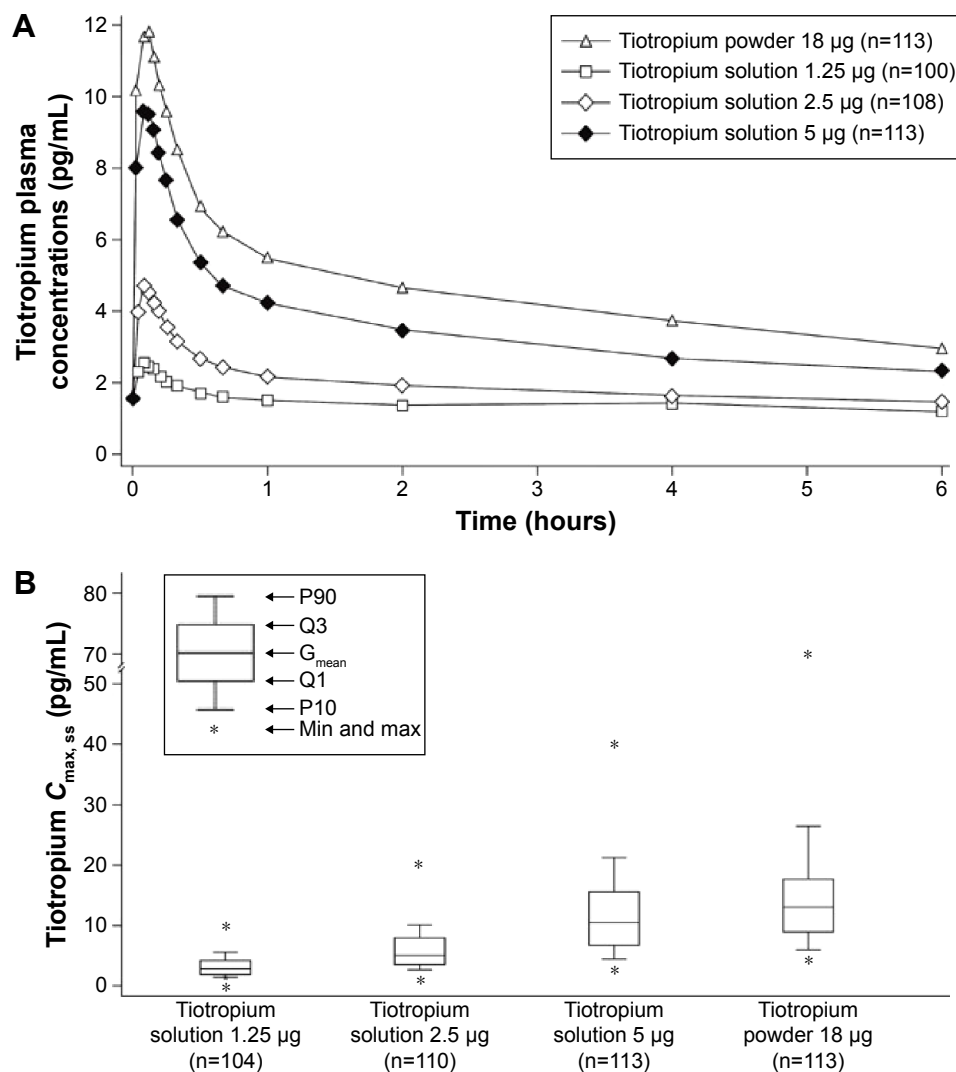 A
Tiotropium plasma
concentrations (pg/mL)
12
10
8
6
4
2
0
Tiotropium powder 18 µg (n=113)
Tiotropium solution 1.25 µg (n=100)
Tiotropium solution 2.5 µg (n=108)
Tiotropium solution 5 µg (n=113)
0 1 2 3 4 5 6
Time (hours)
B
Tiotropium Cmax, ss (pg/mL)
80
70
50
40
30
20
10
0
P90
Q3
Gmean
Q1
P10
* Min and max
Tiotropium
solution 1.25 µg
(n=104)
Tiotropium
solution 2.5 µg
(n=110)
Tiotropium
solution 5 µg
(n=113)
Tiotropium
powder 18 µg
(n=113)